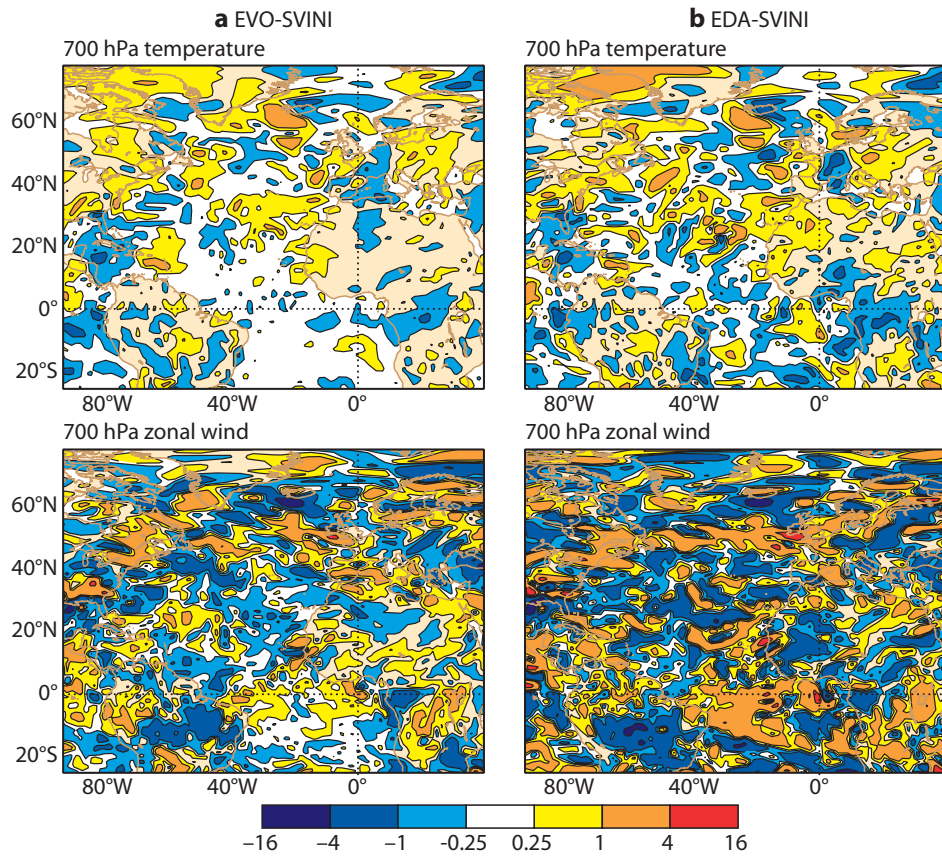 a EVO-SVINI
b EDA-SVINI
700 hPa temperature
700 hPa temperature
60°N
40°N
20°N
0°
20°S
80°W 40°W 0°
80°W 40°W 0°
700 hPa zonal wind
700 hPa zonal wind
60°N
40°N
20°N
0°
20°S
80°W 40°W 0°
80°W 40°W 0°
−16 −4 −1 -0.25 0.25 1 4 16